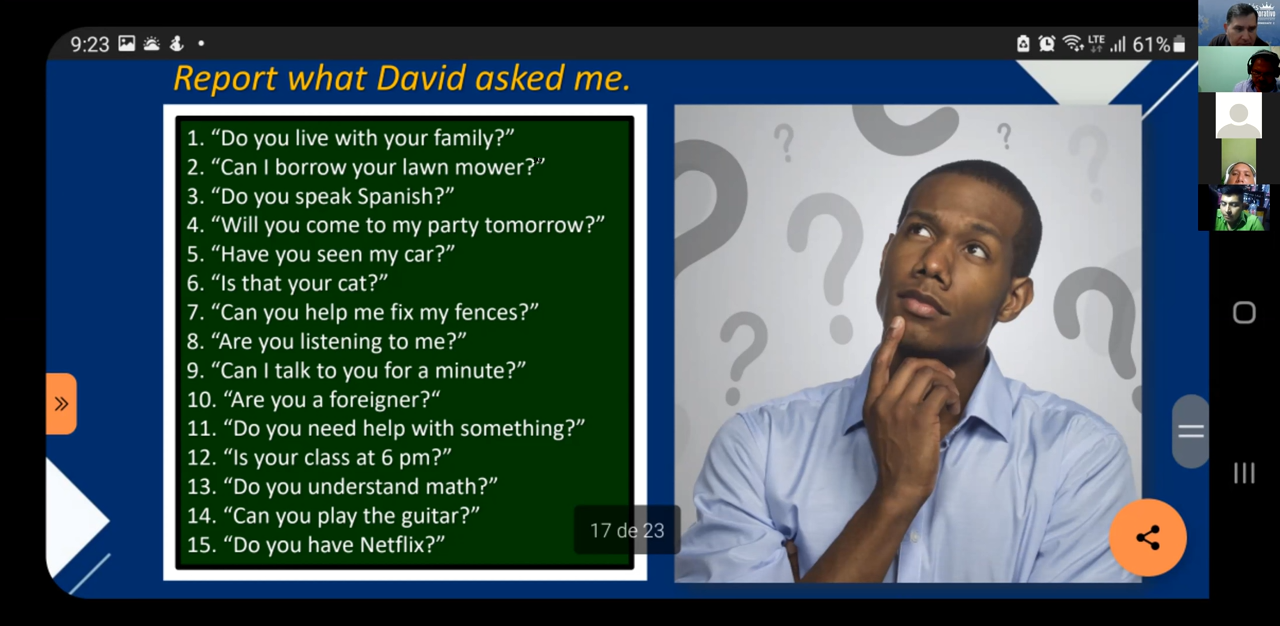 9:23
LTE
61%
Report what David asked me.
1. “Do you live with your family?”
2. “Can I borrow your lawn mower?”
3. “Do you speak Spanish?”
4. “Will you come to my party tomorrow?”
5. “Have you seen my car?”
6. “Is that your cat?”
7. “Can you help me fix my fences?”
8. “Are you listening to me?”
9. “Can I talk to you for a minute?”
10. “Are you a foreigner?“
11. “Do you need help with something?”
12. “Is your class at 6 pm?”
13. “Do you understand math?”
14. “Can you play the guitar?”
15. “Do you have Netflix?”
17 de 23